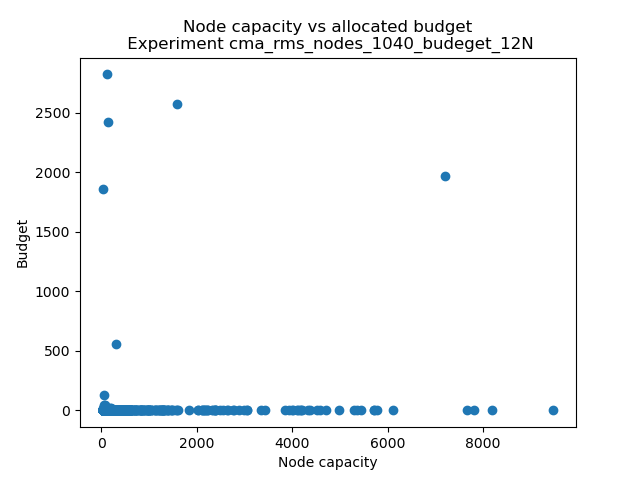 Node capacity vs allocated budget
Experiment cma_rms_nodes_1040_budeget_12N
2500
2000
1500
1000
500
0
Budget
0 2000 4000 6000 8000
Node capacity